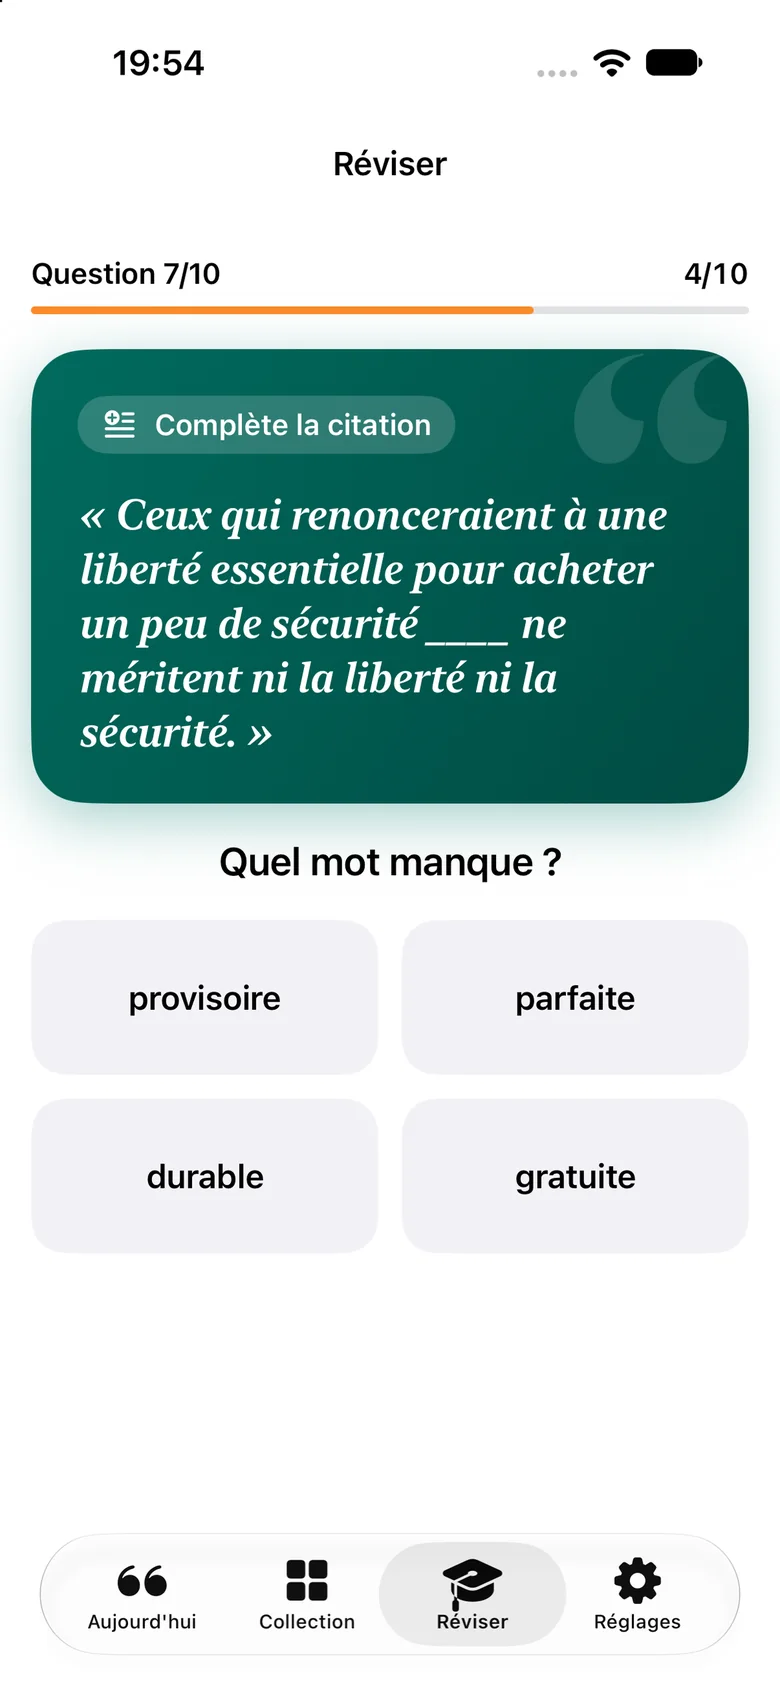 19:54
Réviser
Question 7/10
4/10
Complète la citation
« Ceux qui renonceraient à une
liberté essentielle pour acheter
un peu de sécurité ____ ne
méritent ni la liberté ni la
sécurité. »
Quel mot manque ?
provisoire
parfaite
durable
gratuite
Aujourd'hui
Collection
Réviser
Réglages